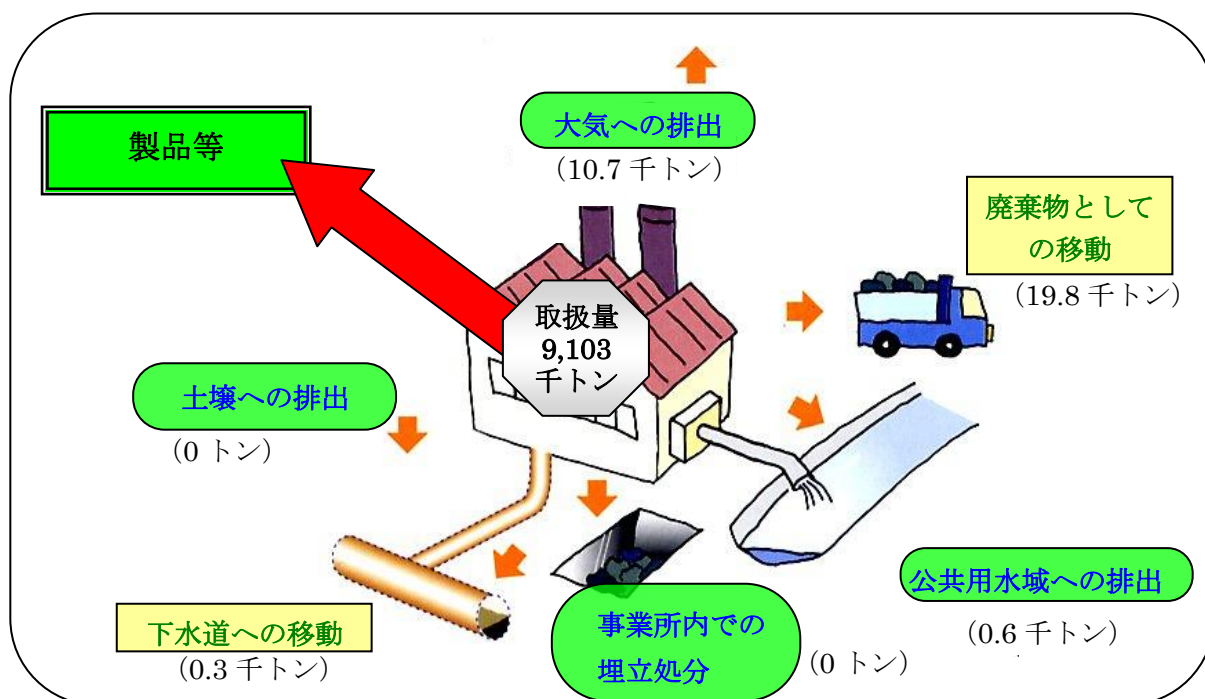 大気への排出
(10.7 千トン)
製品等
廃棄物として
の移動
(19.8 千トン)
取扱量
9,103
千トン
土壌への排出
(0 トン)
公共用水域への排出
(0.6 千トン)
下水道への移動
(0.3 千トン)
事業所内での
埋立処分
(0 トン)